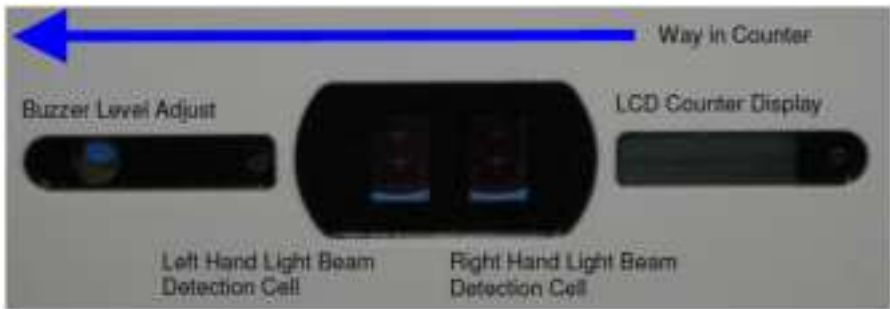 Way in Counter
Buzzer Level Adjust
LCD Counter Display
Left Hand Light Beam
Detection Cell
Right Hand Light Beam
Detection Cell